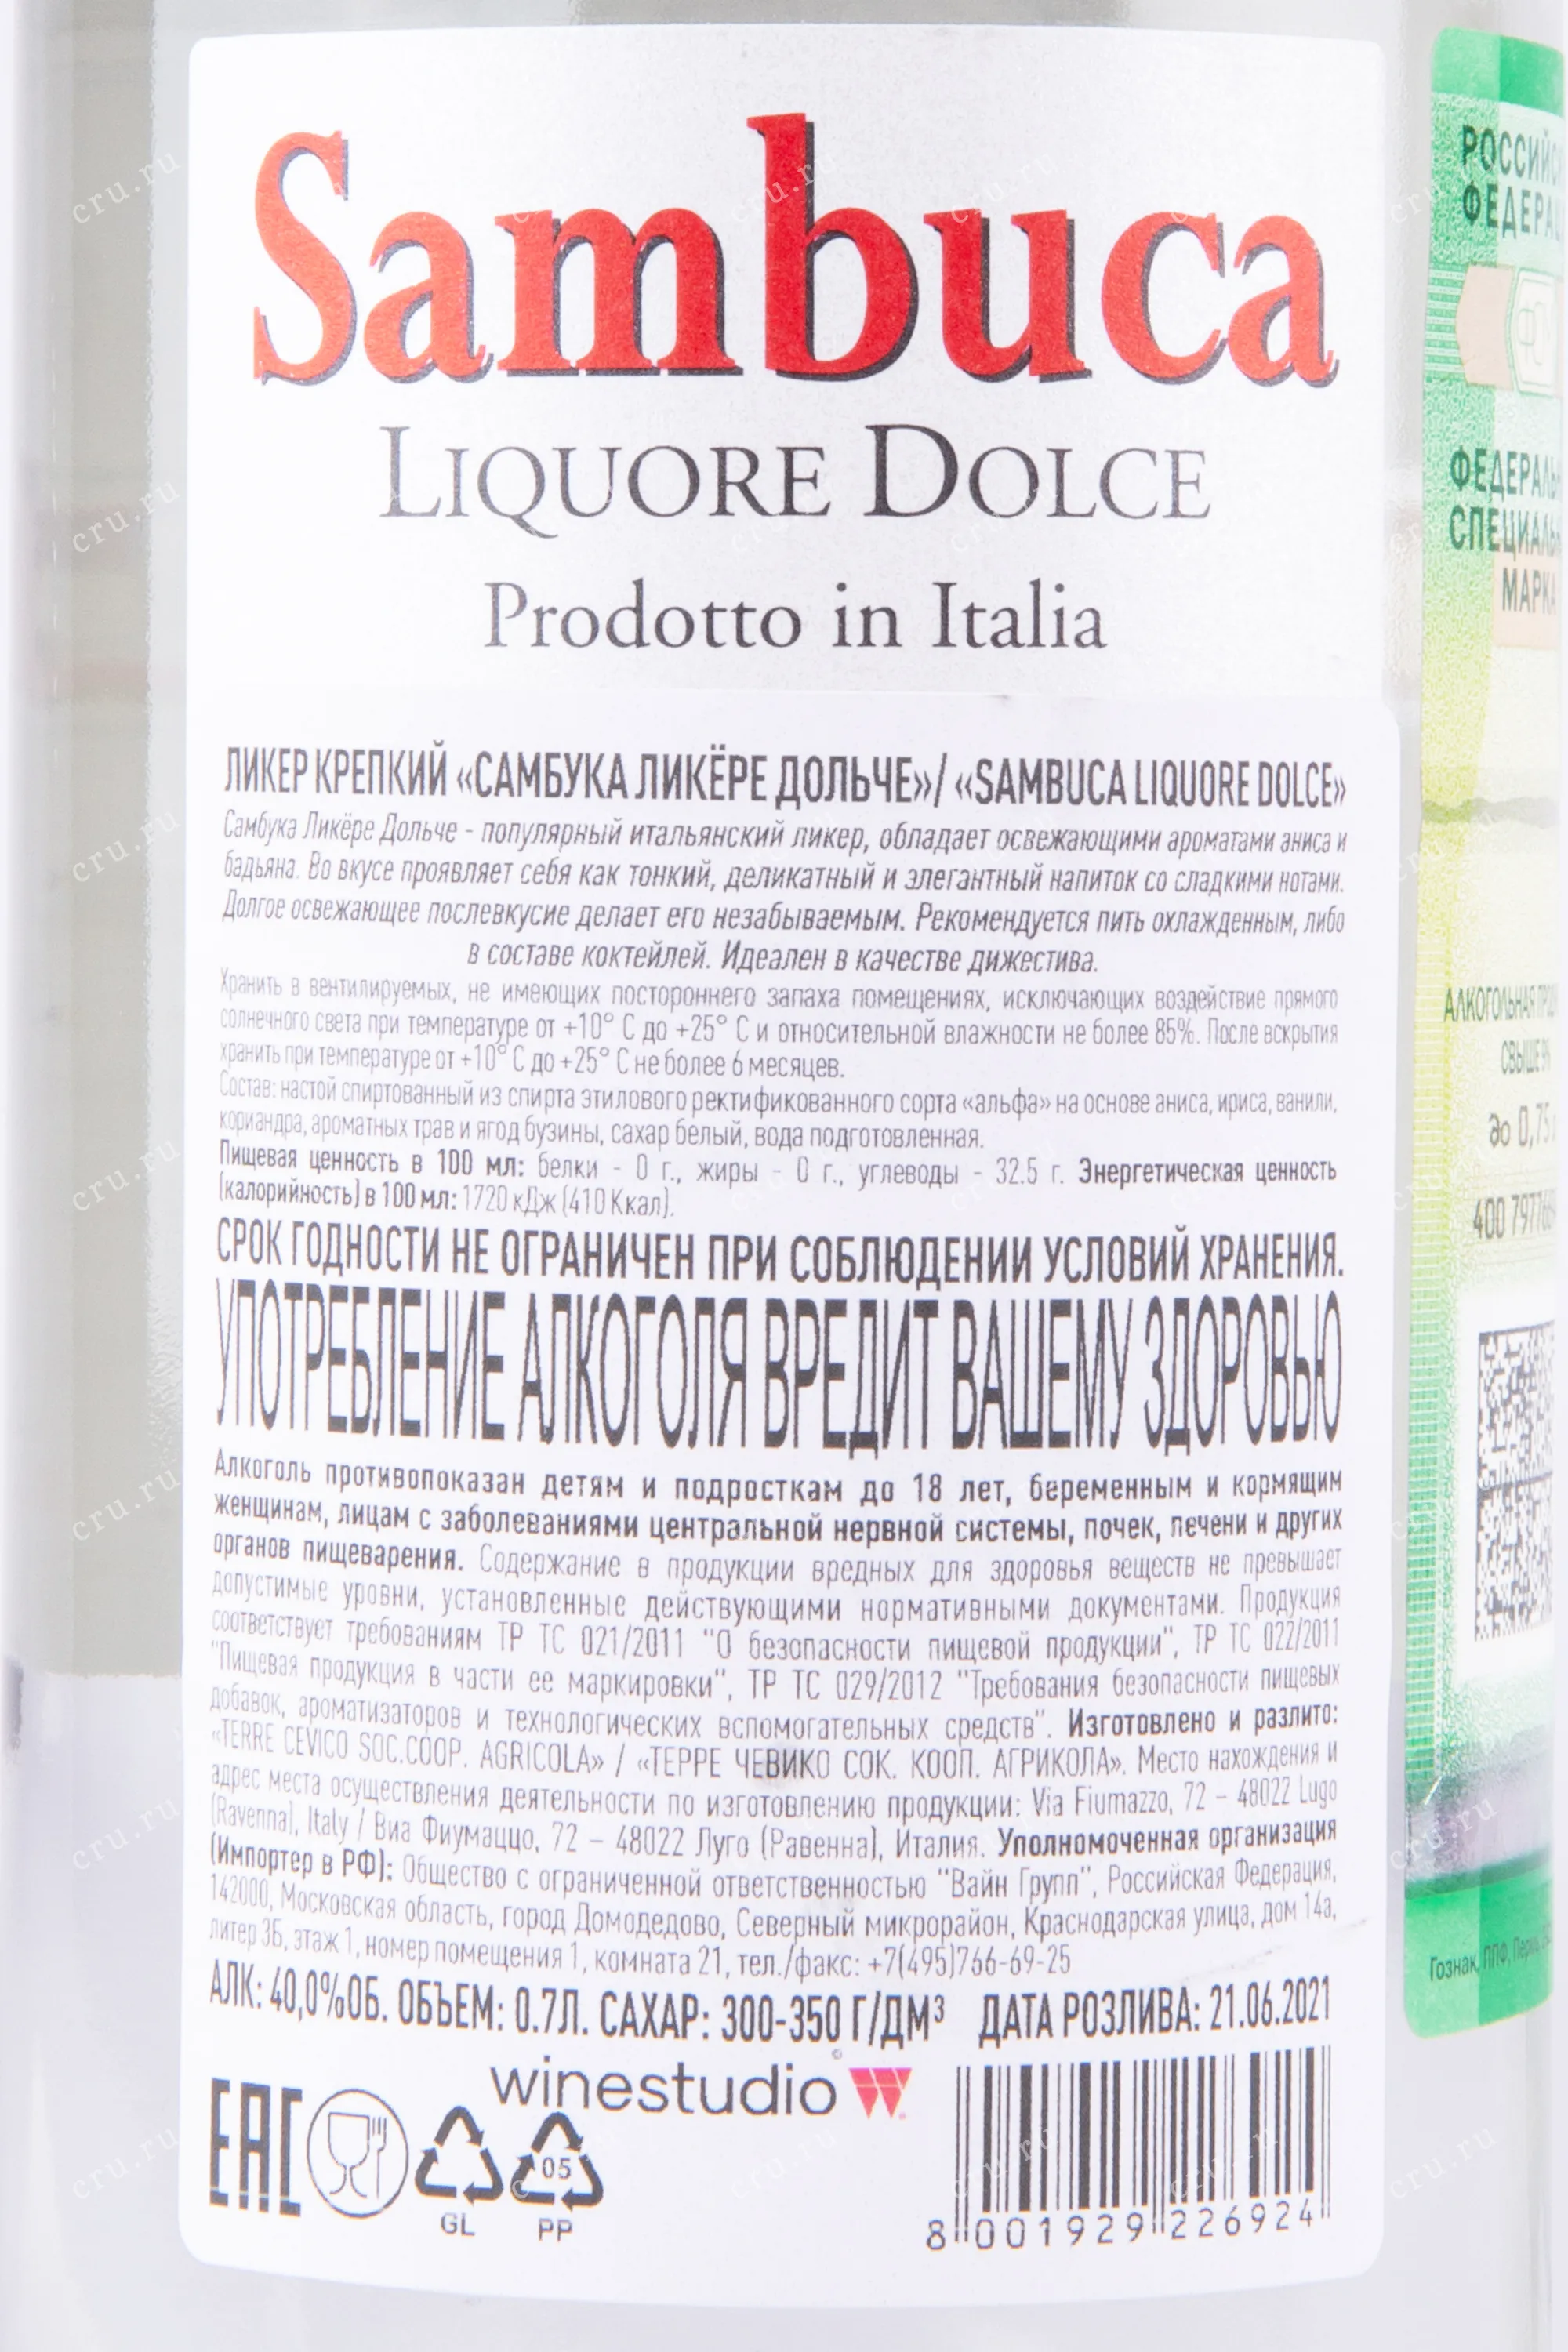 Sambuca
LIQUORE DOLCE
Prodotto in Italia
ЛИКЕР КРЕПКИЙ «САМБУКА ЛИКЁРЕ ДОЛЬЧЕ»/ «SAMBUCA LIQUORE DOLCE»
Самбука Ликёре Дольче - популярный итальянский ликер, обладает освежающими ароматами аниса и
бадьяна. Во вкусе проявляет себя как тонкий, деликатный и элегантный напиток со сладкими нотами.
Долгое освежающее послевкусие делает его незабываемым. Рекомендуется пить охлажденным, либо
в составе коктейлей. Идеален в качестве дижестива.
Хранить в вентилируемых, не имеющих постороннего запаха помещениях, исключающих воздействие прямого
солнечного света при температуре от +10° С до +25° С и относительной влажности не более 85%. После вскрытия
хранить при температуре от +10° С до +25° С не более 6 месяцев.
Состав: настой спиртованный из спирта этилового ректификованного сорта «альфа» на основе аниса, ириса, ванили,
кориандра, ароматных трав и ягод бузины, сахар белый, вода подготовленная.
Пищевая ценность в 100 мл: белки - 0 г., жиры - 0 г., углеводы - 32.5 г. Энергетическая ценность
(калорийность) в 100 мл: 1720 кДж (410 Ккал).
СРОК ГОДНОСТИ НЕ ОГРАНИЧЕН ПРИ СОБЛЮДЕНИИ УСЛОВИЙ ХРАНЕНИЯ.
УПОТРЕБЛЕНИЕ АЛКОГОЛЯ ВРЕДИТ ВАШЕМУ ЗДОРОВЬЮ
Алкоголь противопоказан детям и подросткам до 18 лет, беременным и кормящим
женщинам, лицам с заболеваниями центральной нервной системы, почек, печени и других
органов пищеварения. Содержание в продукции вредных для здоровья веществ не превышает
допустимые уровни, установленные действующими нормативными документами. Продукция
соответствует требованиям ТР ТС 021/2011 "О безопасности пищевой продукции", ТР ТС 022/2011
"Пищевая продукция в части ее маркировки", ТР ТС 029/2012 "Требования безопасности пищевых
добавок, ароматизаторов и технологических вспомогательных средств". Изготовлено и разлито:
«TERRE CEVICO SOC.COOP. AGRICOLA» / «ТЕРРЕ ЧЕВИКО СОК. КООП. АГРИКОЛА». Место нахождения и
адрес места осуществления деятельности по изготовлению продукции: Via Fiumazzo, 72 – 48022 Lugo
(Ravenna), Italy / Виа Фиумаццо, 72 – 48022 Луго (Равенна), Италия. Уполномоченная организация
(Импортер в РФ): Общество с ограниченной ответственностью "Вайн Групп", Российская Федерация,
142000, Московская область, город Домодедово, Северный микрорайон, Краснодарская улица, дом 14а,
литер 3Б, этаж 1, номер помещения 1, комната 21, тел./факс: +7(495)766-69-25
АЛК: 40,0%ОБ. ОБЪЕМ: 0.7Л. САХАР: 300-350 Г/ДМ³ ДАТА РОЗЛИВА: 21.06.2021
winestudio
EAC
GL
05
PP
8 001929 226924
МАРКА
до 0,75
Гознак, ППФ, Пермь
cru.ru